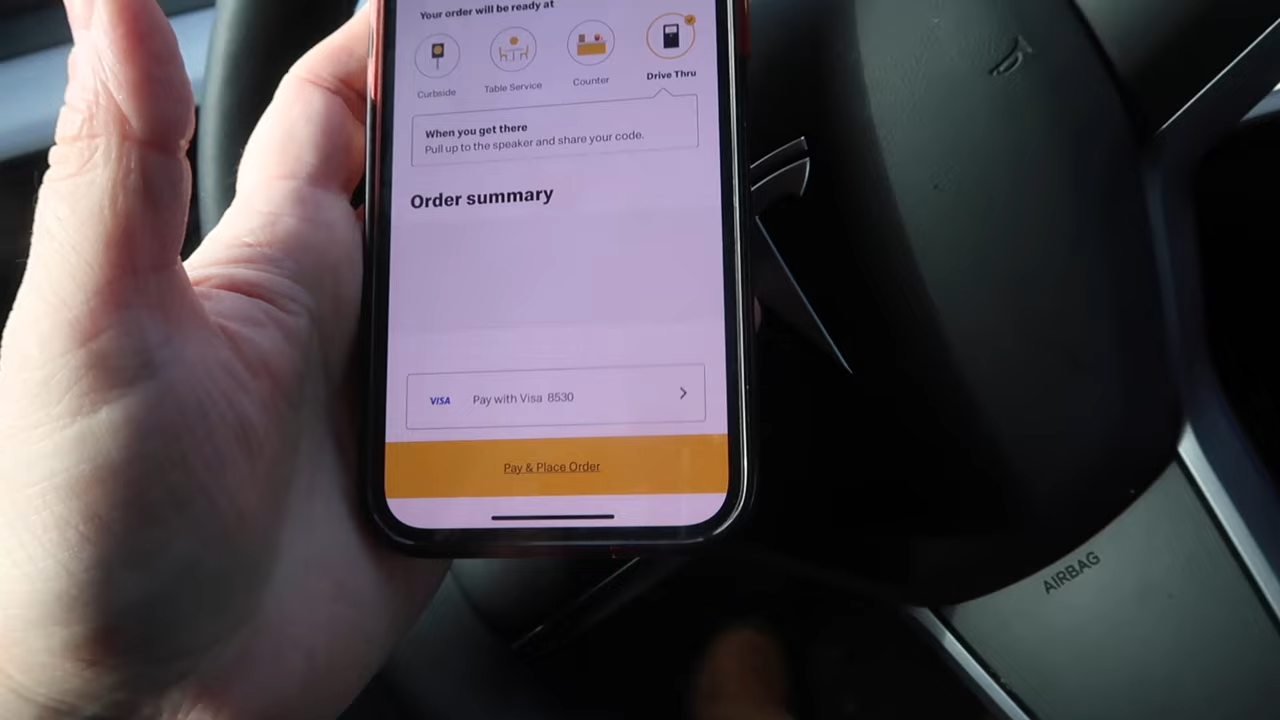 Your order will be ready at
Curbside
Table Service
Counter
Drive Thru
When you get there
Pull up to the speaker and share your code.
Order summary
VISA Pay with Visa 8530
Pay & Place Order
AIRBAG